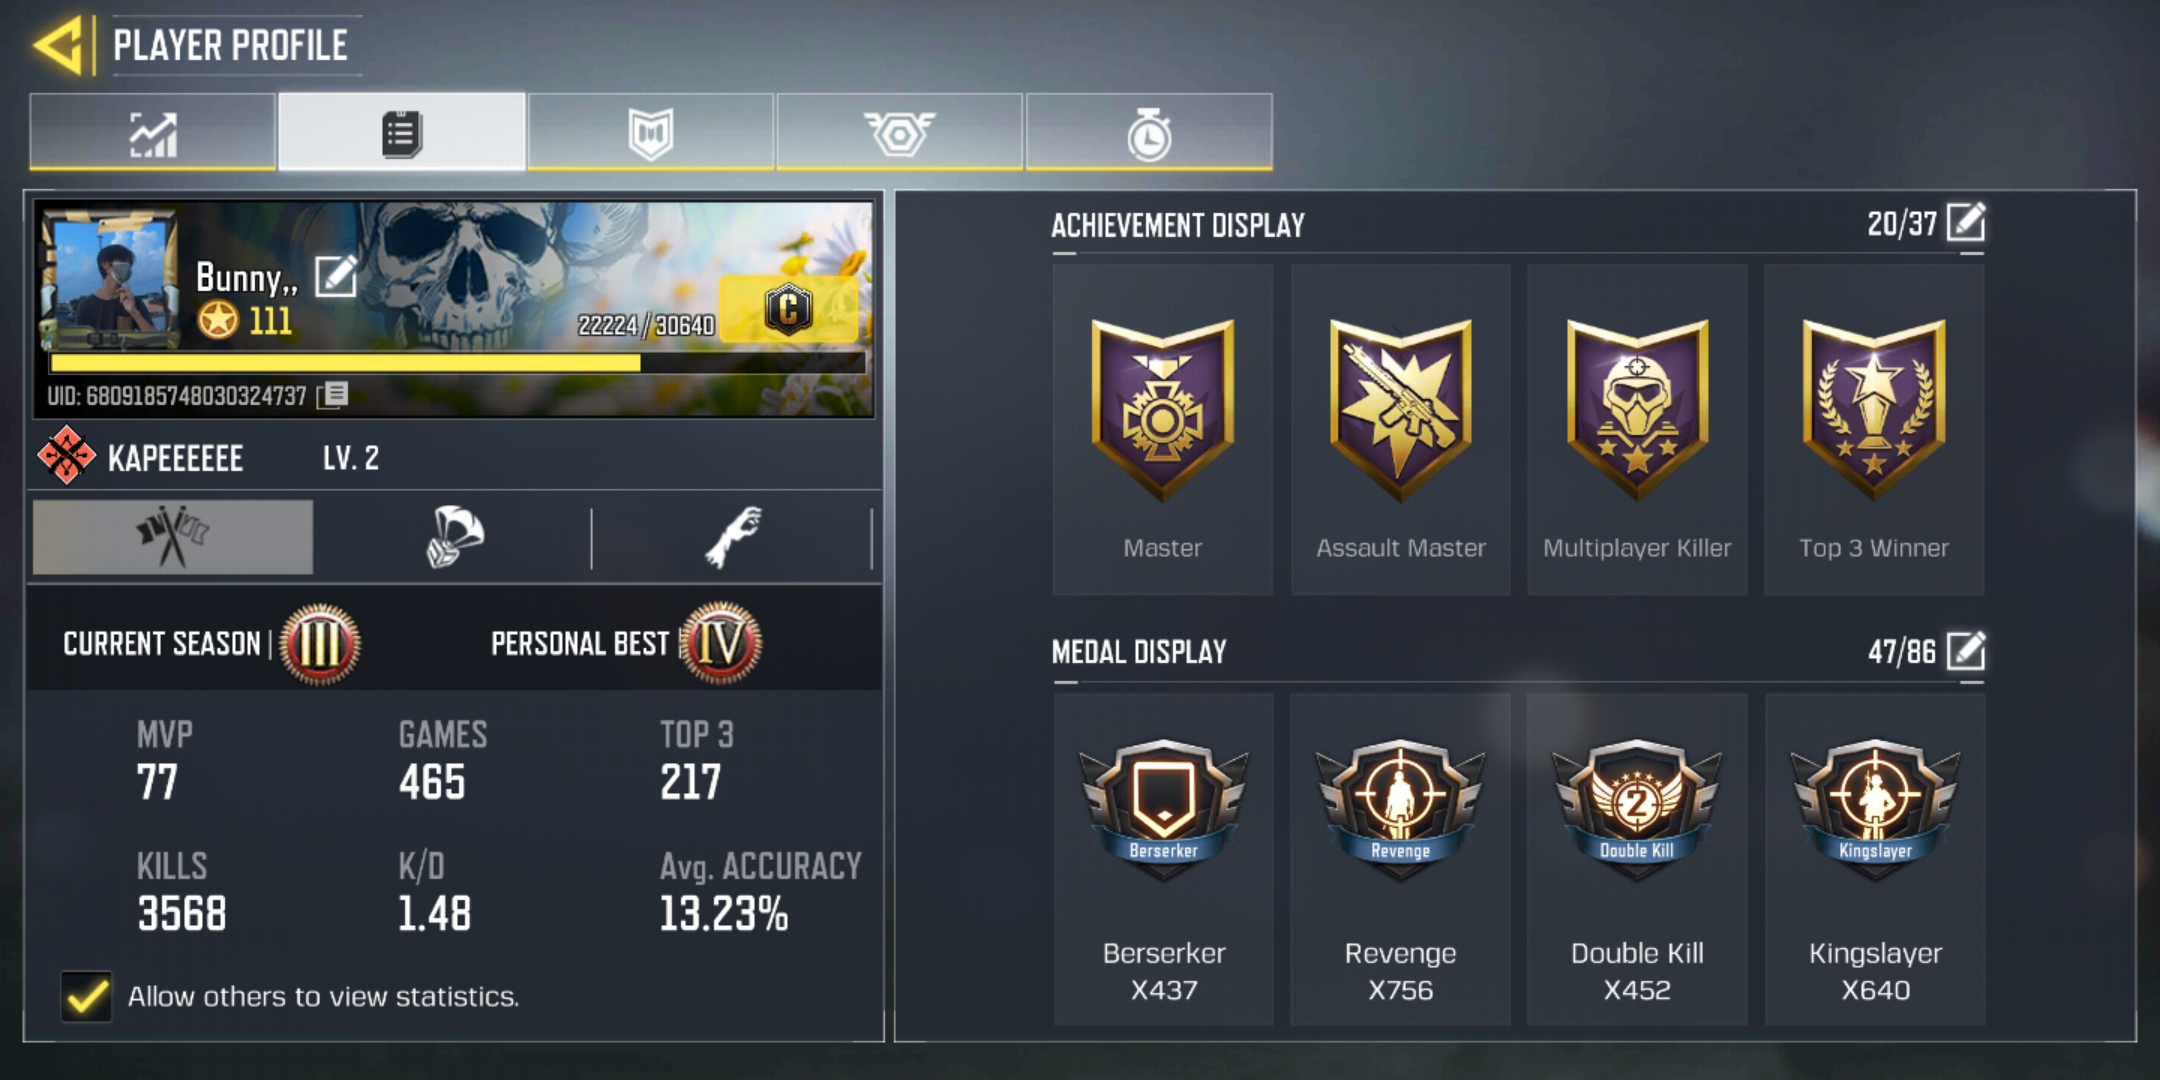 PLAYER PROFILE
Bunny,,
111
22224 / 30640
C
UID: 6809185748030324737
KAPEEEEEE LV. 2
CURRENT SEASON | III
PERSONAL BEST | IV
MVP GAMES TOP 3
77 465 217
KILLS K/D Avg. ACCURACY
3568 1.48 13.23%
Allow others to view statistics.
ACHIEVEMENT DISPLAY 20/37
Master Assault Master Multiplayer Killer Top 3 Winner
MEDAL DISPLAY 47/86
2
Berserker Revenge Double Kill Kingslayer
Berserker Revenge Double Kill Kingslayer
X437 X756 X452 X640